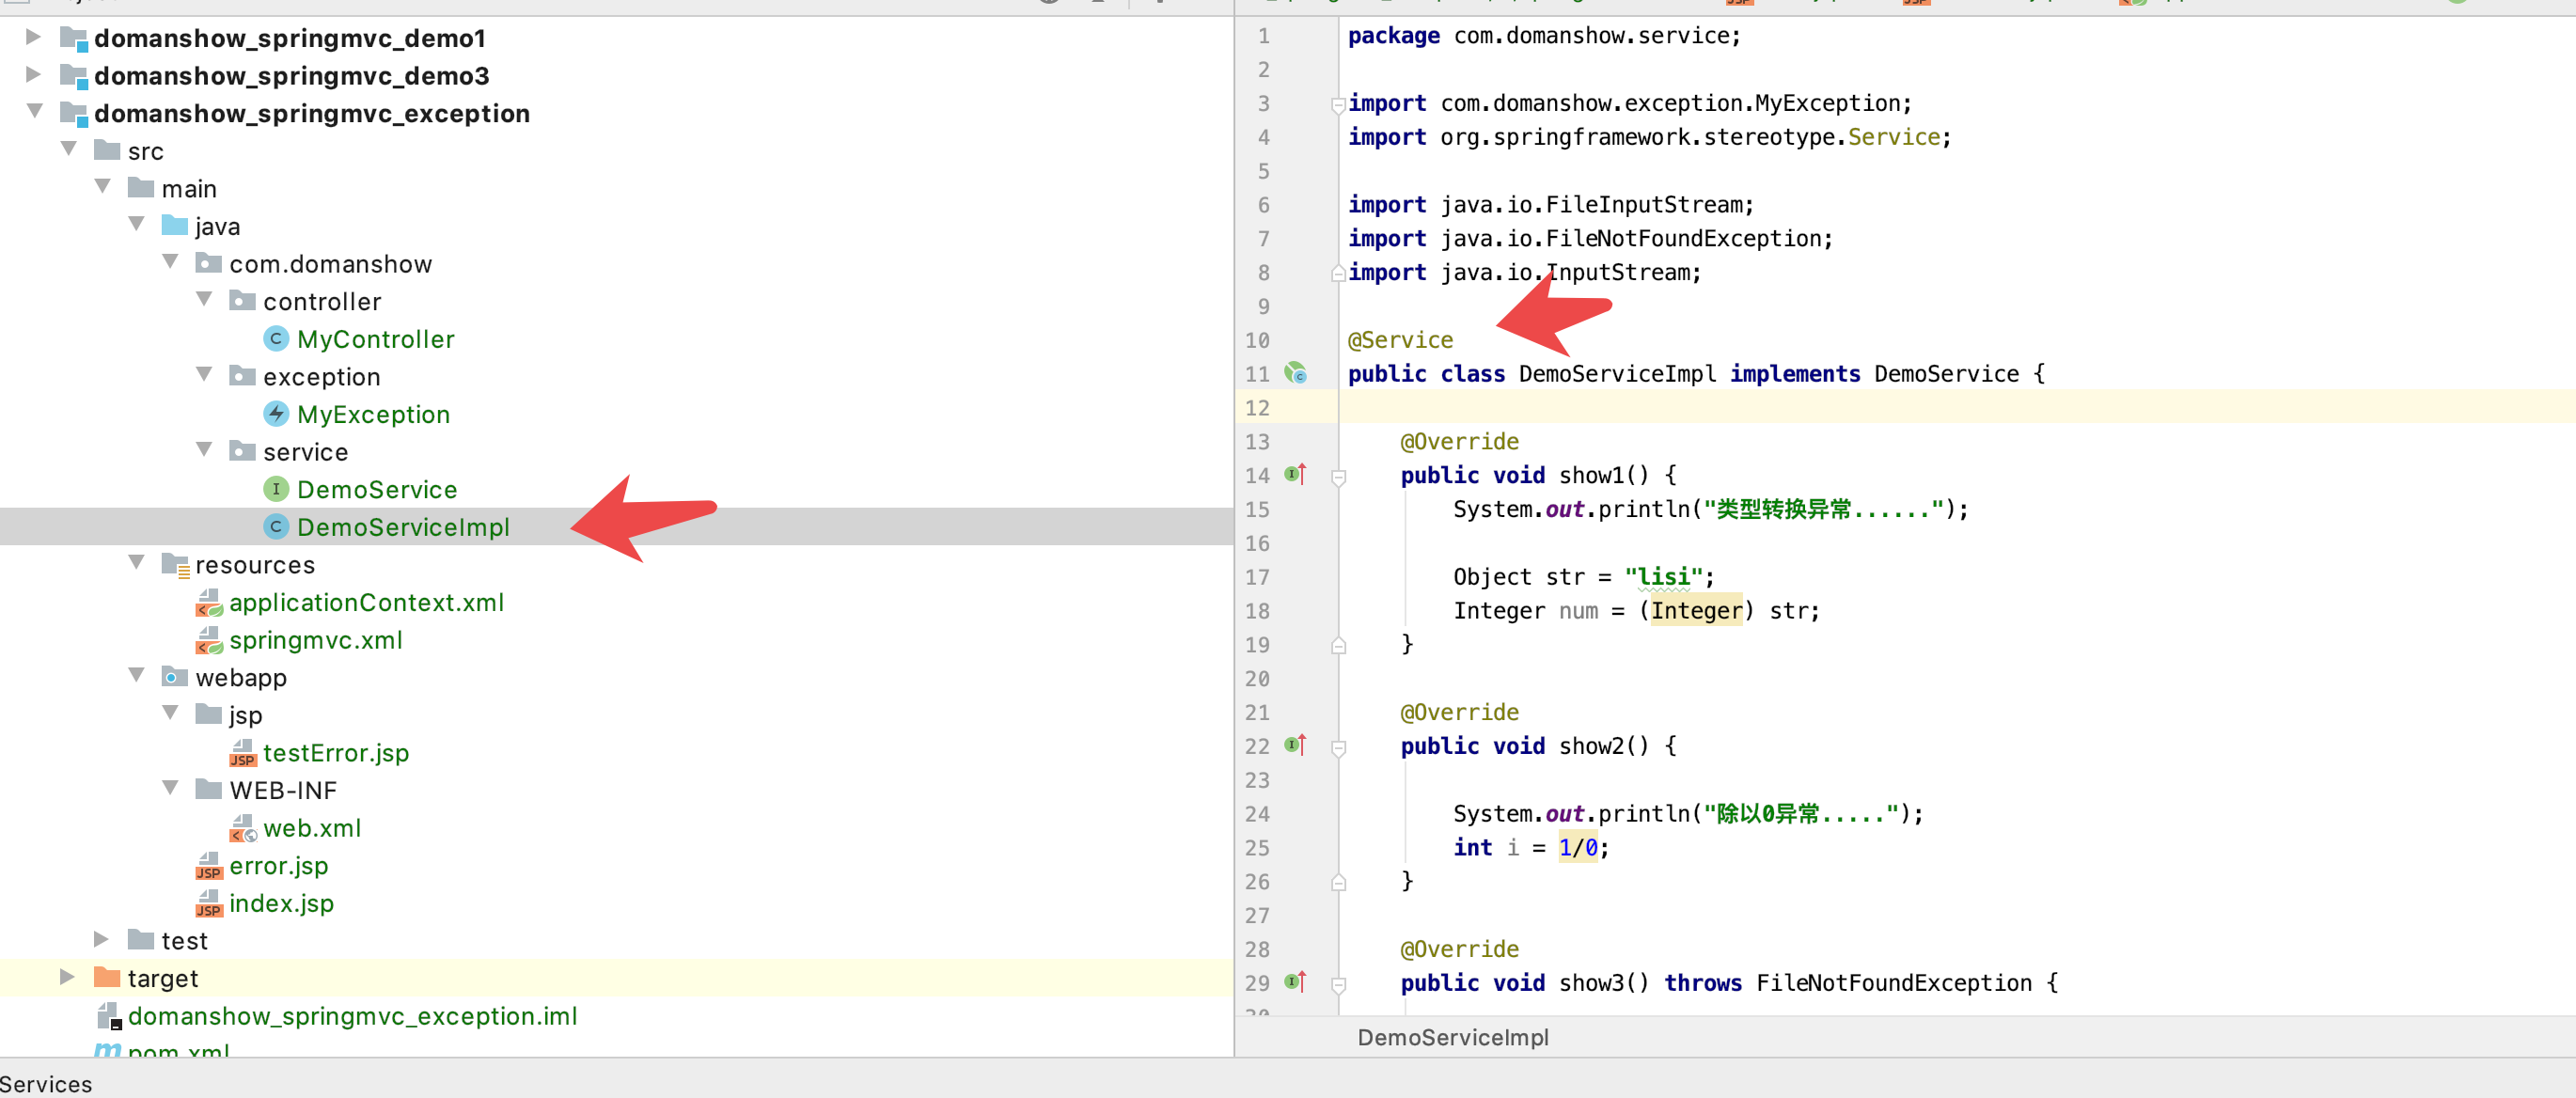 domanshow_springmvc_demo1
domanshow_springmvc_demo3
domanshow_springmvc_exception
src
main
java
com.domanshow
controller
MyController
exception
MyException
service
DemoService
DemoServiceImpl
resources
applicationContext.xml
springmvc.xml
webapp
jsp
testError.jsp
WEB-INF
web.xml
error.jsp
index.jsp
test
target
domanshow_springmvc_exception.iml
pom.xml
Services
1 package com.domanshow.service;
2
3 import com.domanshow.exception.MyException;
4 import org.springframework.stereotype.Service;
5
6 import java.io.FileInputStream;
7 import java.io.FileNotFoundException;
8 import java.io.InputStream;
9
10 @Service
11 public class DemoServiceImpl implements DemoService {
12
13 @Override
14 public void show1() {
15 System.out.println("类型转换异常......");
16
17 Object str = "lisi";
18 Integer num = (Integer) str;
19 }
20
21 @Override
22 public void show2() {
23
24 System.out.println("除以0异常.....");
25 int i = 1/0;
26 }
27
28 @Override
29 public void show3() throws FileNotFoundException {
30
DemoServiceImpl